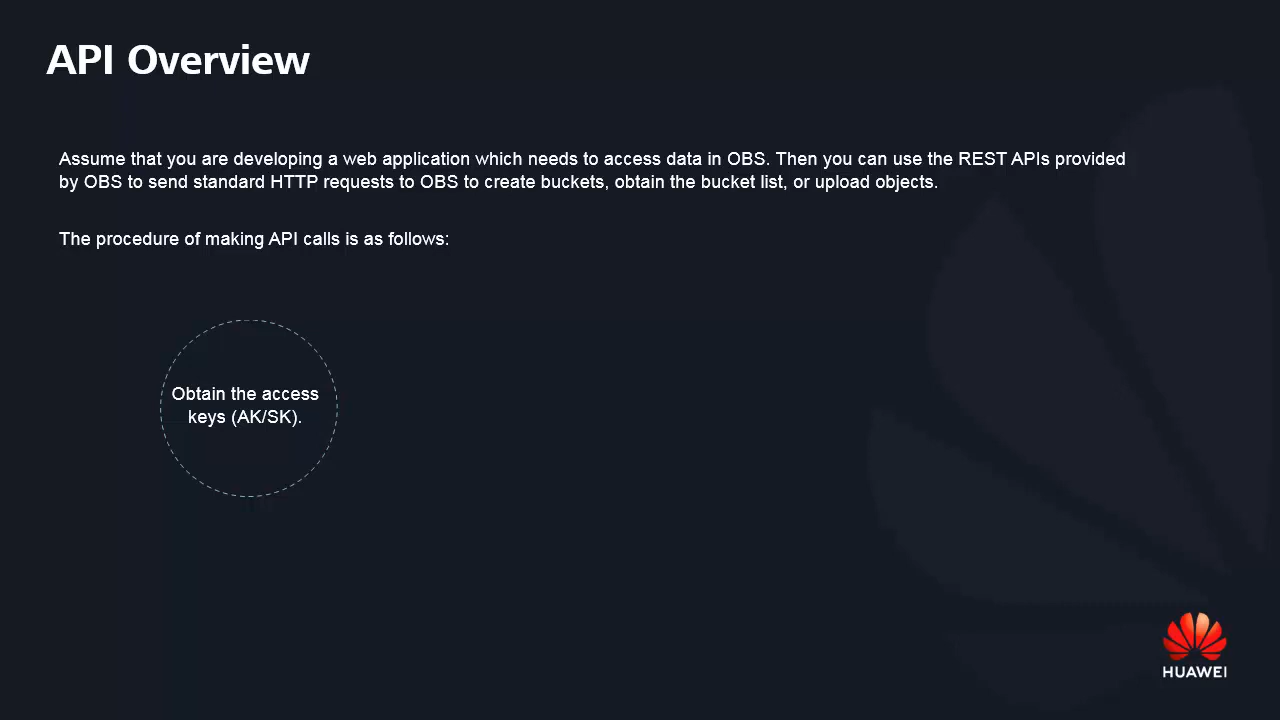 API Overview
Assume that you are developing a web application which needs to access data in OBS. Then you can use the REST APIs provided
by OBS to send standard HTTP requests to OBS to create buckets, obtain the bucket list, or upload objects.
The procedure of making API calls is as follows:
Obtain the access
keys (AK/SK).
HUAWEI